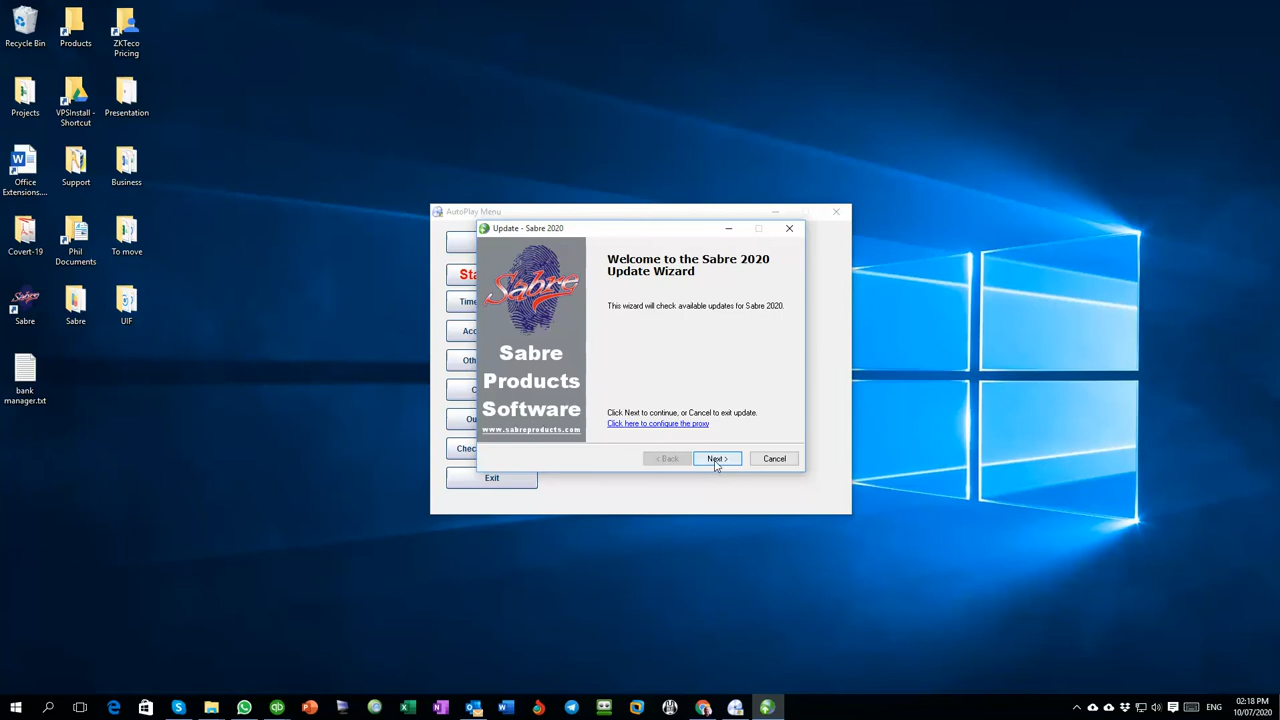 Recycle Bin
Products
ZKTeco
Pricing
Projects
VPSInstall -
Shortcut
Presentation
Office
Extensions....
Support
Business
Covert-19
Phil
Documents
To move
Sabre
Sabre
UIF
bank
manager.txt
AutoPlay Menu
Sta
Time
Acc
Oth
Ou
Chec
Exit
Update - Sabre 2020
Sabre
Sabre
Products
Software
www.sabreproducts.com
Welcome to the Sabre 2020
Update Wizard
This wizard will check available updates for Sabre 2020.
Click Next to continue, or Cancel to exit update.
Click here to configure the proxy
< Back
Next >
Cancel
ENG
02:18 PM
10/07/2020